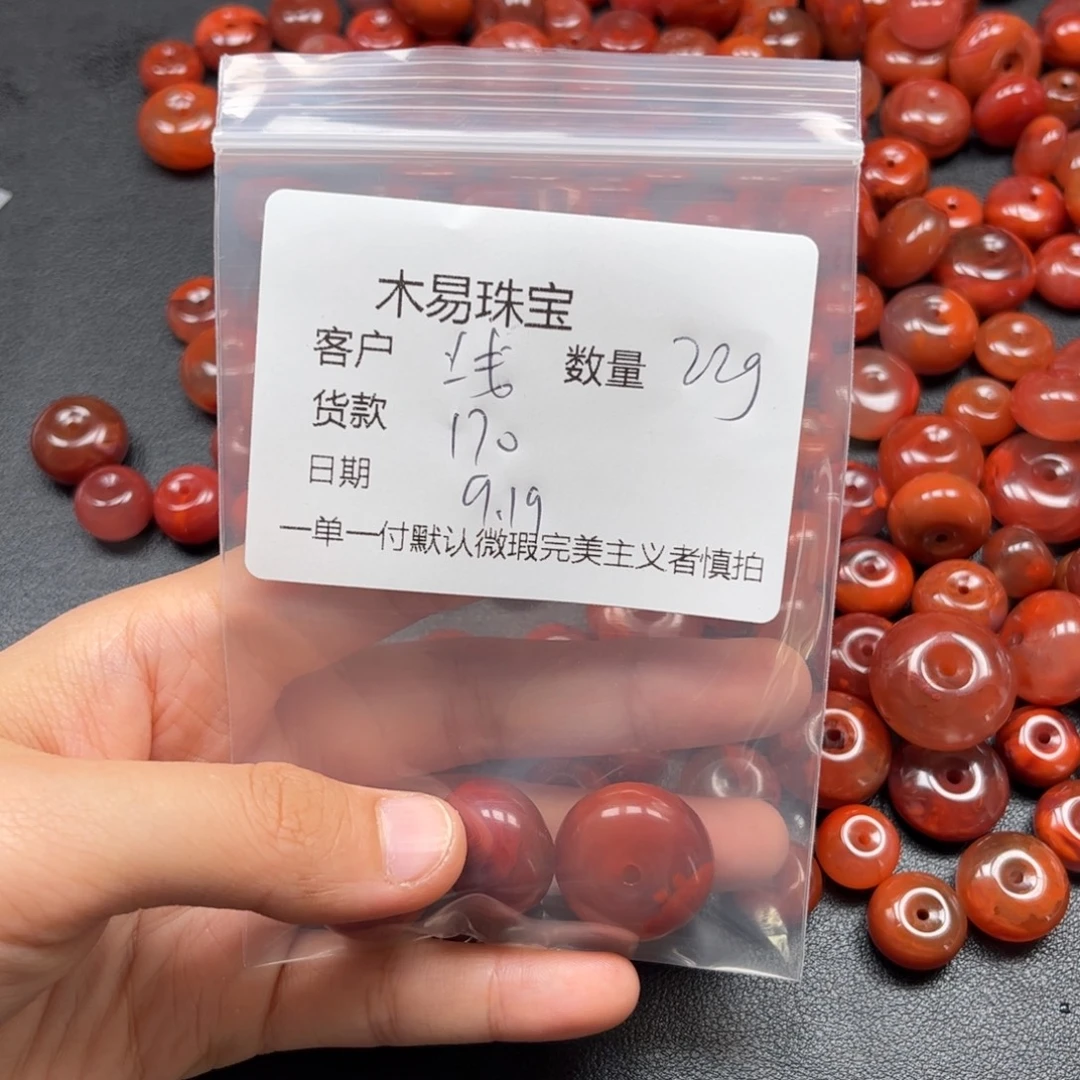 木易珠宝
客户 数量 22g
货款 170
日期 9.19
一单一付默认微瑕完美主义者慎拍